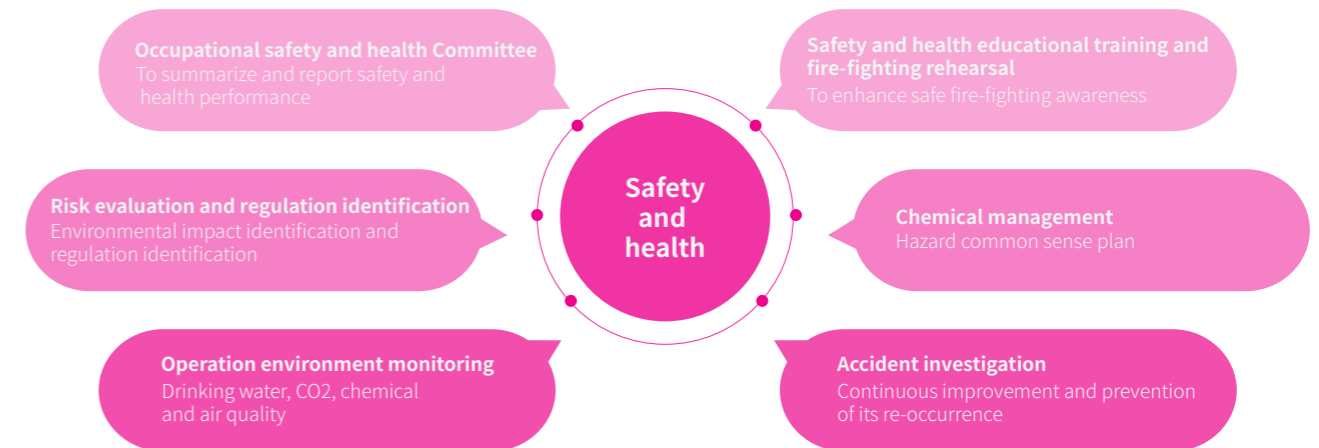 Occupational safety and health Committee
To summarize and report safety and
health performance
Safety and health educational training and
fire-fighting rehearsal
To enhance safe fire-fighting awareness
Risk evaluation and regulation identification
Environmental impact identification and
regulation identification
Safety
and
health
Chemical management
Hazard common sense plan
Operation environment monitoring
Drinking water, CO2, chemical
and air quality
Accident investigation
Continuous improvement and prevention
of its re-occurrence